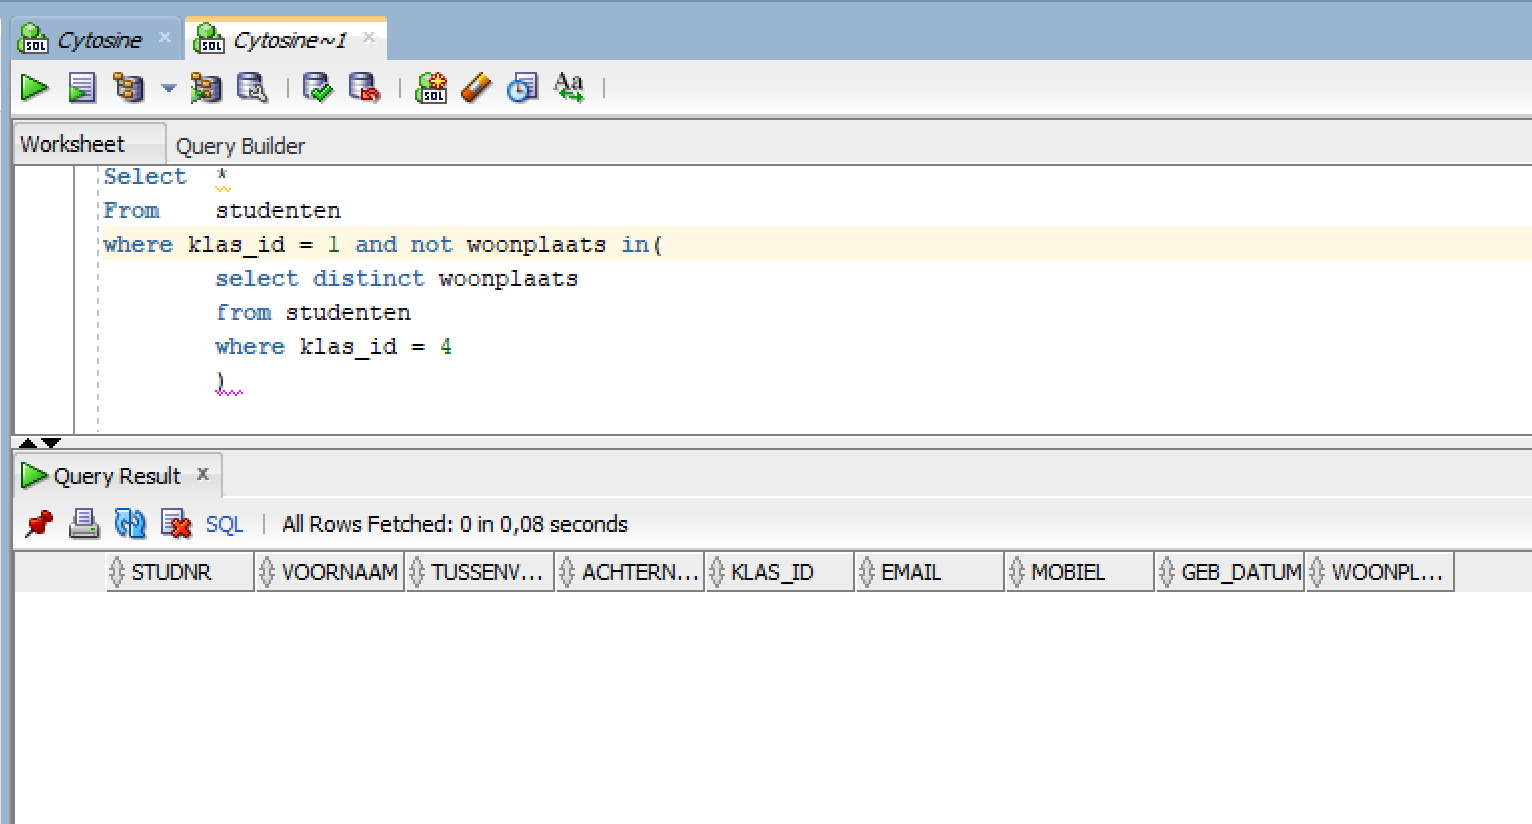 Cytosine Cytosine~1
SQL
Worksheet Query Builder
Select *
From studenten
where klas_id = 1 and not woonplaats in(
select distinct woonplaats
from studenten
where klas_id = 4
)
Query Result
SQL All Rows Fetched: 0 in 0,08 seconds
STUDNR VOORNAAM TUSSENV... ACHTERN... KLAS_ID EMAIL MOBIEL GEB_DATUM WOONPL...